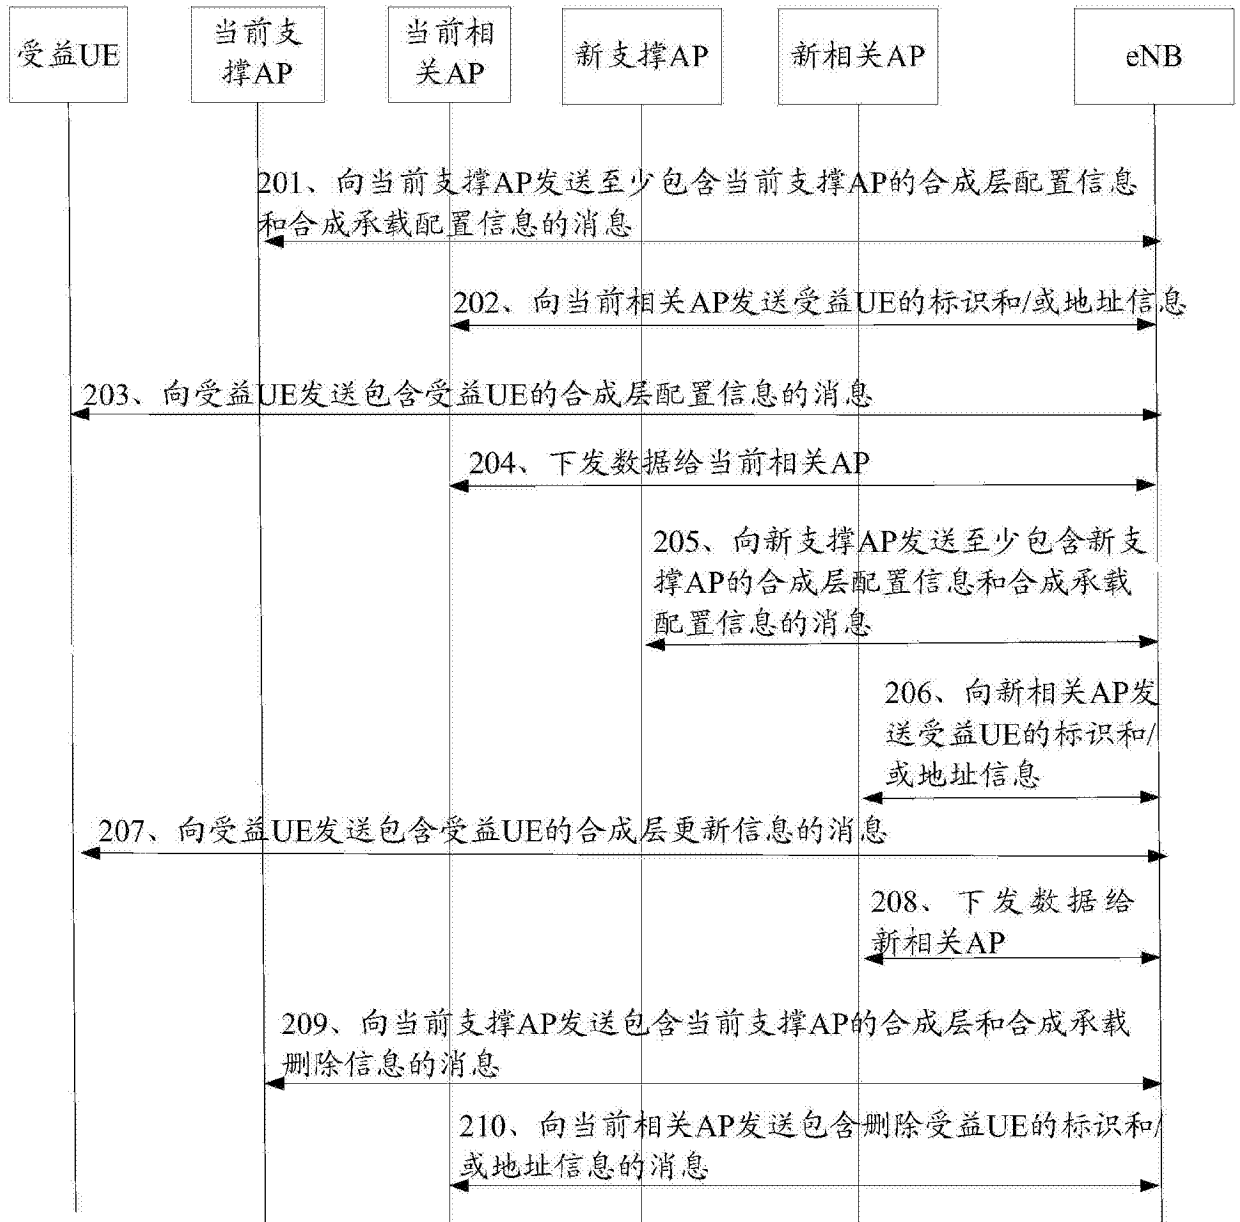 受益UE
当前支
撑AP
当前相
关AP
新支撑AP
新相关AP
eNB
201、向当前支撑AP发送至少包含当前支撑AP的合成层配置信息
和合成承载配置信息的消息
202、向当前相关AP发送受益UE的标识和/或地址信息
203、向受益UE发送包含受益UE的合成层配置信息的消息
204、下发数据给当前相关AP
205、向新支撑AP发送至少包含新支
撑AP的合成层配置信息和合成承载
配置信息的消息
206、向新相关AP发
送受益UE的标识和/
或地址信息
207、向受益UE发送包含受益UE的合成层更新信息的消息
208、下发数据给
新相关AP
209、向当前支撑AP发送包含当前支撑AP的合成层和合成承载
删除信息的消息
210、向当前相关AP发送包含删除受益UE的标识和/
或地址信息的消息